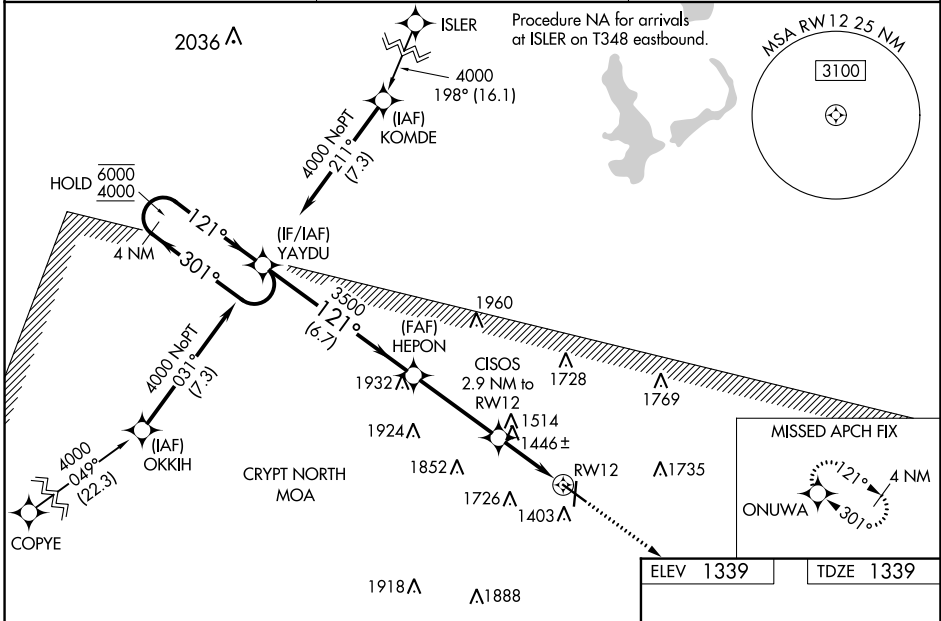 2036
ISLER
Procedure NA for arrivals
at ISLER on T348 eastbound.
MSA RW12 25 NM
3100
4000
198° (16.1)
(IAF)
KOMDE
4000 NoPT
211°
(7.3)
HOLD
6000
4000
121°
301°
4 NM
(IF/IAF)
YAYDU
3500
121°
(6.7)
4000 NoPT
031°
(7.3)
(FAF)
HEPON
1960
1932
CISOS
2.9 NM to
RW12
1728
1769
1514
1446 ±
1924
(IAF)
OKKIH
4000
049°
(22.3)
COPYE
CRYPT NORTH
MOA
1852
1726
1403
RW12
1735
MISSED APCH FIX
121°
4 NM
ONUWA
301°
1918
1888
ELEV 1339
TDZE 1339